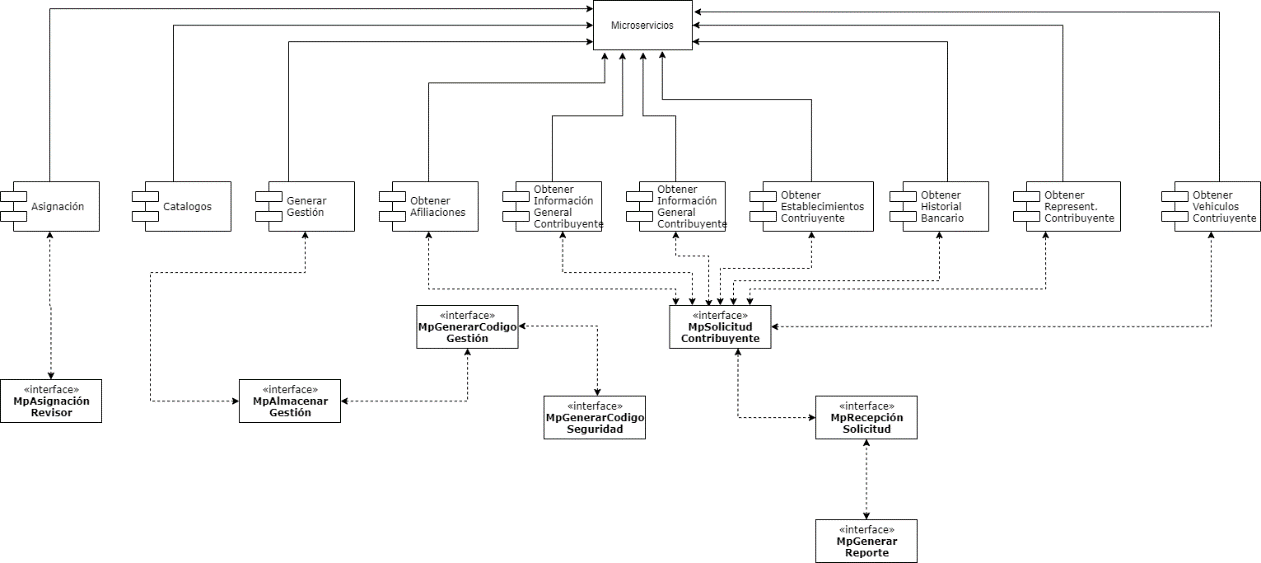 Microservicios
Asignación
Catalogos
Generar
Gestión
Obtener
Afiliaciones
Obtener
Información
General
Contribuyente
Obtener
Información
General
Contribuyente
Obtener
Establecimientos
Contriuyente
Obtener
Historial
Bancario
Obtener
Represent.
Contribuyente
Obtener
Vehiculos
Contriuyente
«interface»
MpGenerarCodigo
Gestión
«interface»
MpSolicitud
Contribuyente
«interface»
MpAsignación
Revisor
«interface»
MpAlmacenar
Gestión
«interface»
MpGenerarCodigo
Seguridad
«interface»
MpRecepción
Solicitud
«interface»
MpGenerar
Reporte